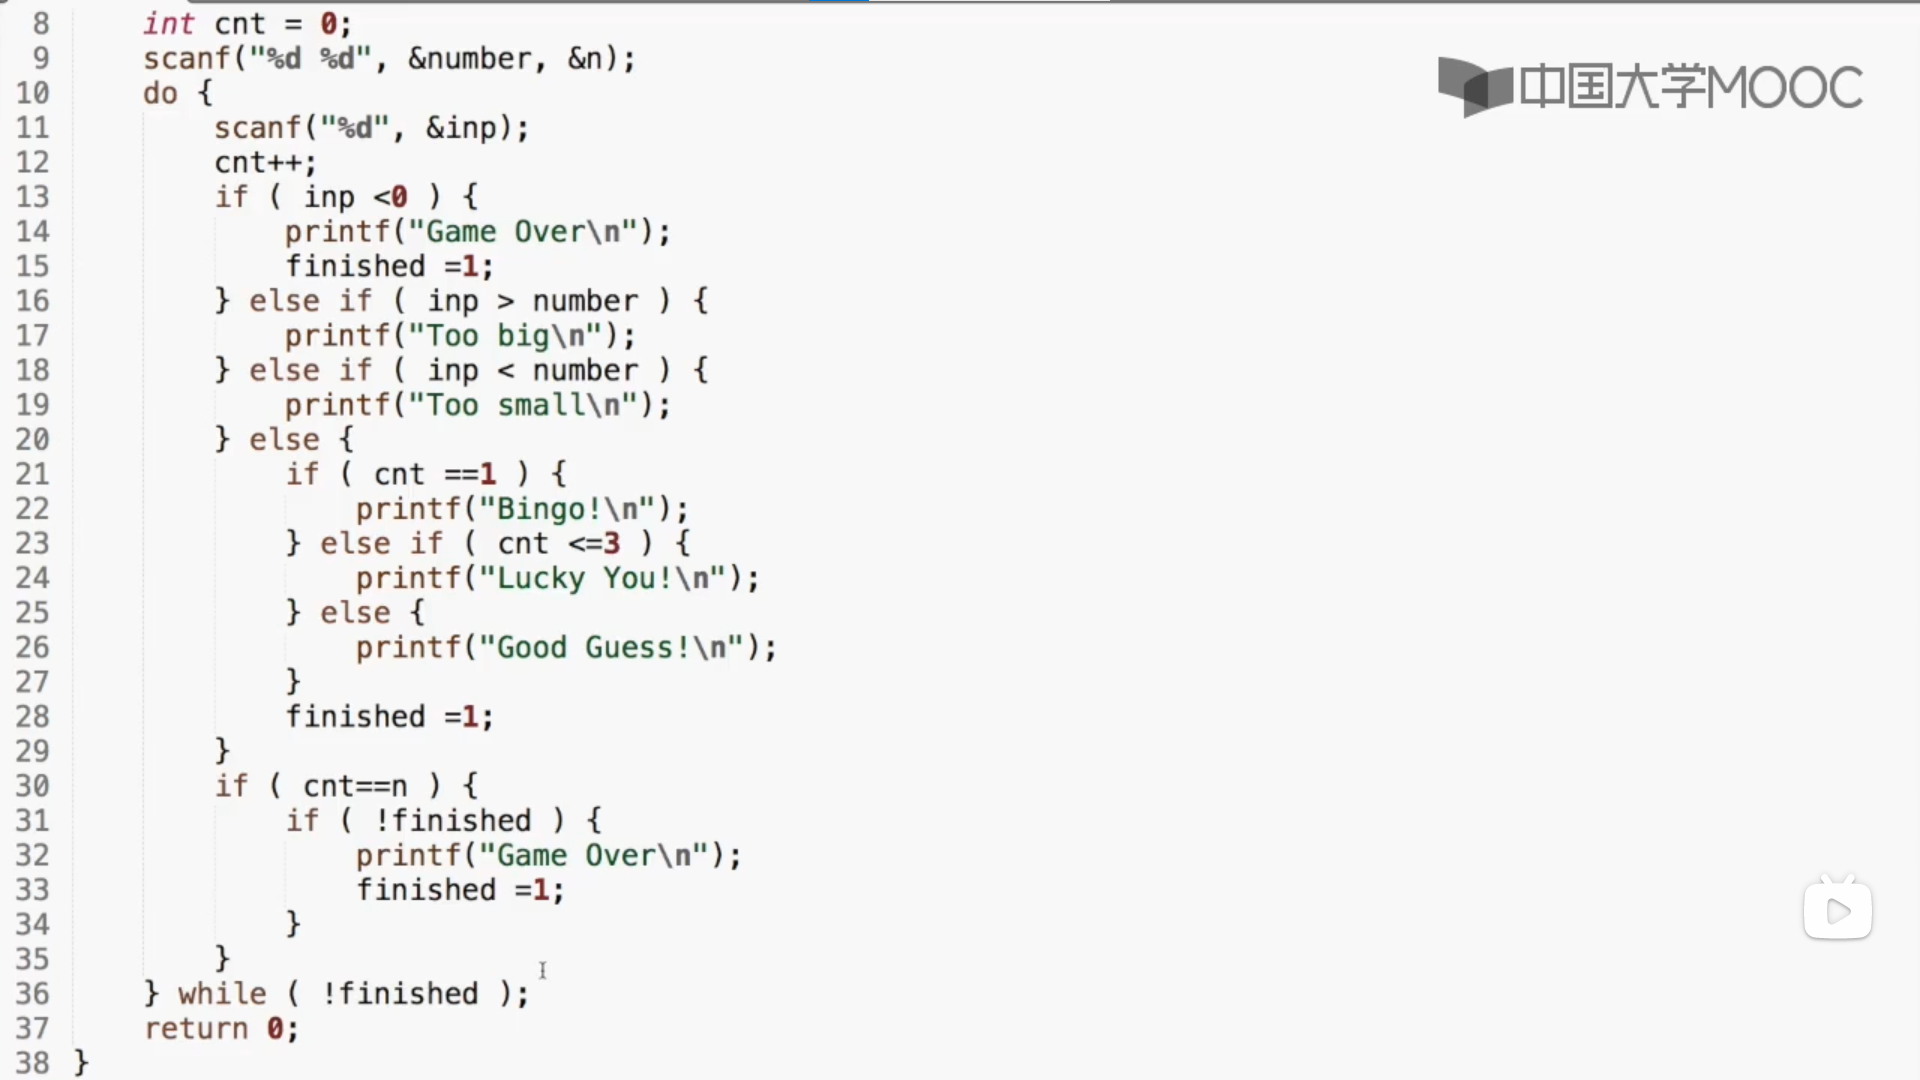 8 int cnt = 0;
9 scanf("%d %d", &number, &n);
10 do {
11 scanf("%d", &inp);
12 cnt++;
13 if ( inp <0 ) {
14 printf("Game Over\n");
15 finished =1;
16 } else if ( inp > number ) {
17 printf("Too big\n");
18 } else if ( inp < number ) {
19 printf("Too small\n");
20 } else {
21 if ( cnt ==1 ) {
22 printf("Bingo!\n");
23 } else if ( cnt <=3 ) {
24 printf("Lucky You!\n");
25 } else {
26 printf("Good Guess!\n");
27 }
28 finished =1;
29 }
30 if ( cnt==n ) {
31 if ( !finished ) {
32 printf("Game Over\n");
33 finished =1;
34 }
35 }
36 } while ( !finished );
37 return 0;
38 }
中国大学MOOC